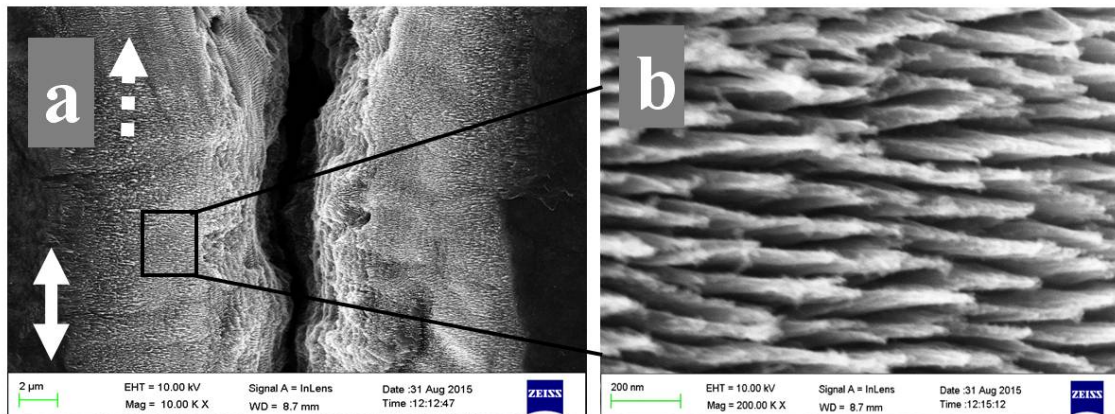 a
2 µm
EHT = 10.00 kV
Mag = 10.00 K X
Signal A = InLens
WD = 8.7 mm
Date :31 Aug 2015
Time :12:12:47
ZEISS
b
200 nm
EHT = 10.00 kV
Mag = 200.00 K X
Signal A = InLens
WD = 8.7 mm
Date :31 Aug 2015
Time :12:15:12
ZEISS